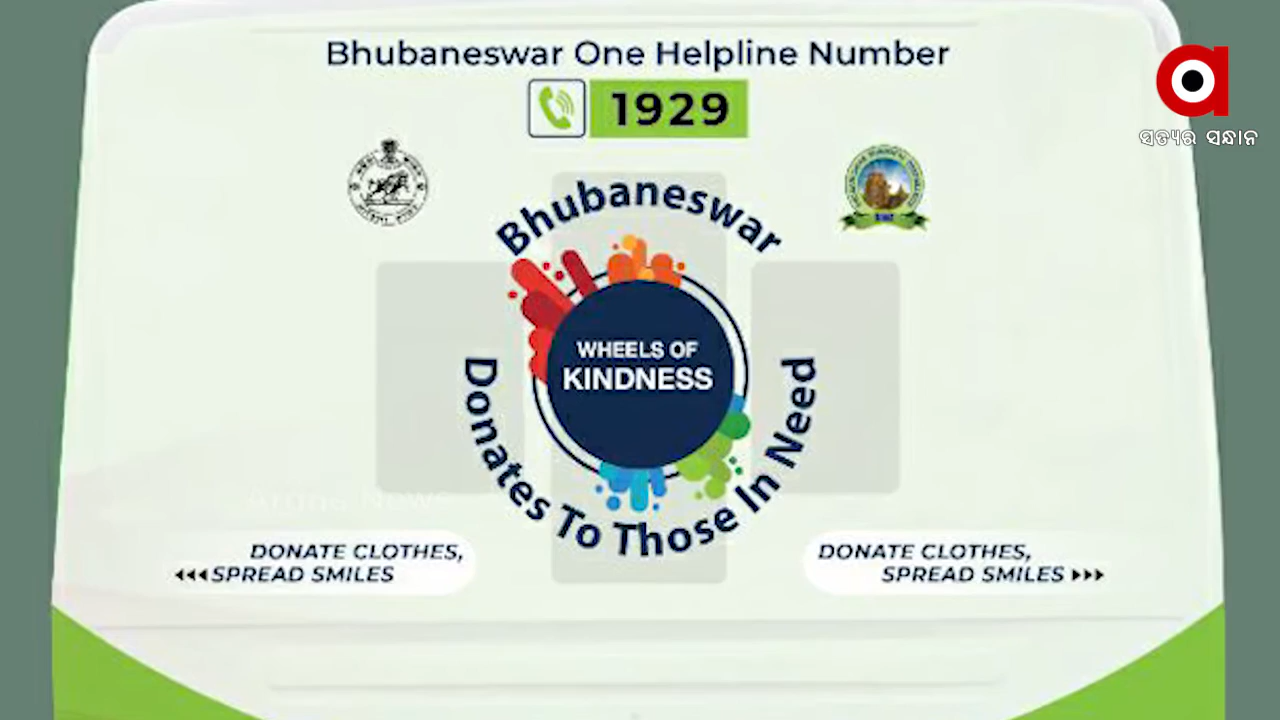 Bhubaneswar One Helpline Number
1929
ସତ୍ୟର ସନ୍ଧାନ
Bhubaneswar
WHEELS OF
KINDNESS
Donates To Those In Need
DONATE CLOTHES,
SPREAD SMILES
DONATE CLOTHES,
SPREAD SMILES